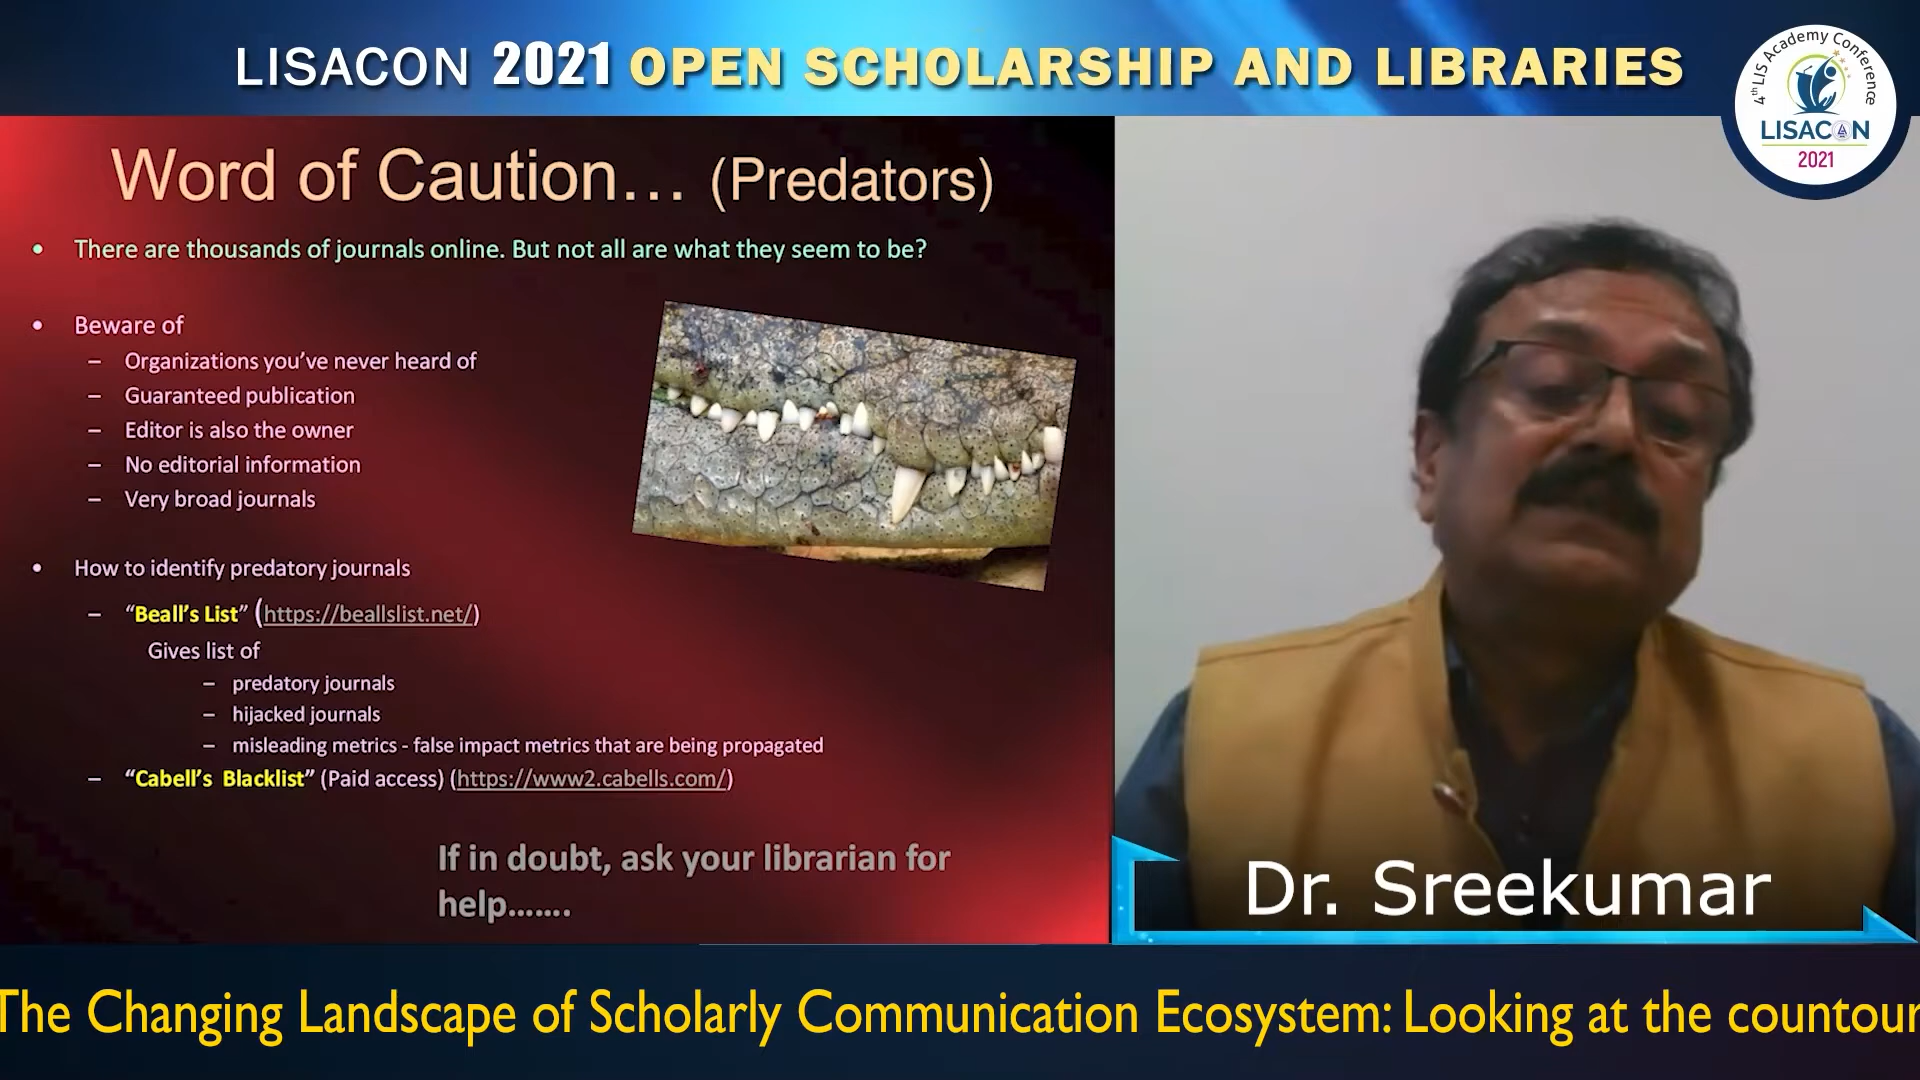 LISACON 2021 OPEN SCHOLARSHIP AND LIBRARIES
4th LIS Academy Conference
LISACON
2021
Word of Caution… (Predators)
• There are thousands of journals online. But not all are what they seem to be?
• Beware of
– Organizations you’ve never heard of
– Guaranteed publication
– Editor is also the owner
– No editorial information
– Very broad journals
• How to identify predatory journals
– “Beall’s List” (https://beallslist.net/)
Gives list of
– predatory journals
– hijacked journals
– misleading metrics - false impact metrics that are being propagated
– “Cabell’s Blacklist” (Paid access) (https://www2.cabells.com/)
If in doubt, ask your librarian for
help…….
Dr. Sreekumar
The Changing Landscape of Scholarly Communication Ecosystem: Looking at the countour